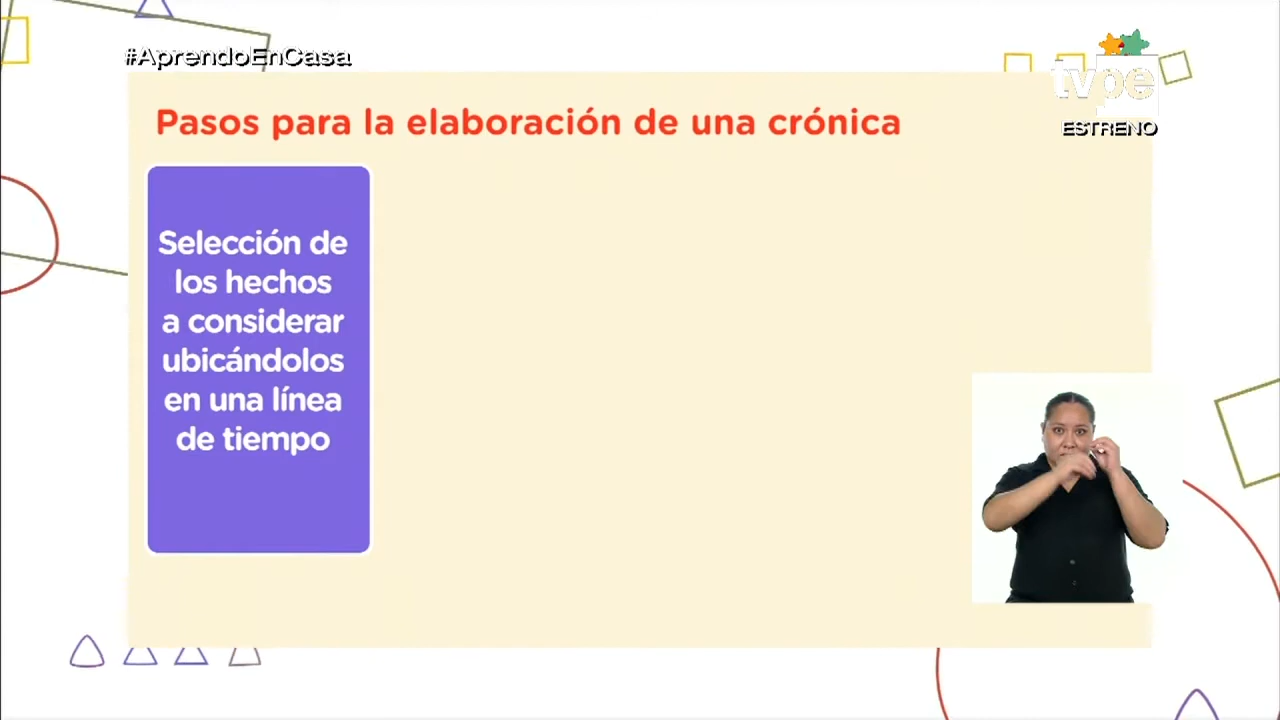 #AprendoEnCasa
tvpe
ESTRENO
Pasos para la elaboración de una crónica
Selección de
los hechos
a considerar
ubicándolos
en una línea
de tiempo